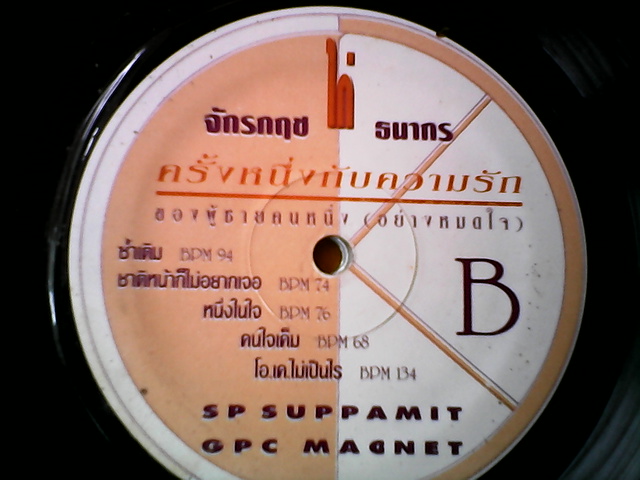 จักรกฤช ธนากร
ครั้งหนึ่งกับความรัก
ของผู้ชายคนหนึ่ง (อย่างหมดใจ)
ซ้ำเติม BPM 94
ชาติหน้าก็ไม่อยากเจอ BPM 74
หนึ่งในใจ BPM 76
คนใจเค็ม BPM 68
โอ.เค.ไม่เป็นไร BPM 134
B
SP SUPPAMIT
GPC MAGNET